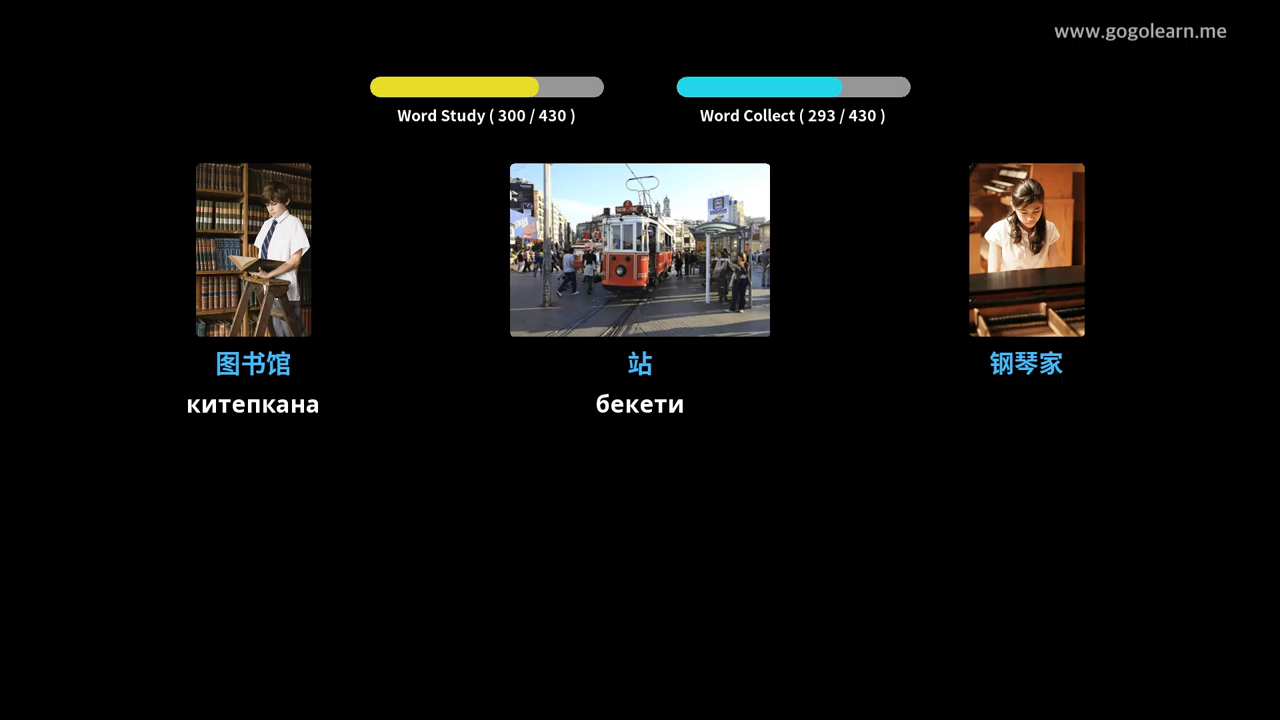 www.gogolearn.me
Word Study ( 300 / 430 )
Word Collect ( 293 / 430 )
图书馆
站
钢琴家
китепкана
бекети